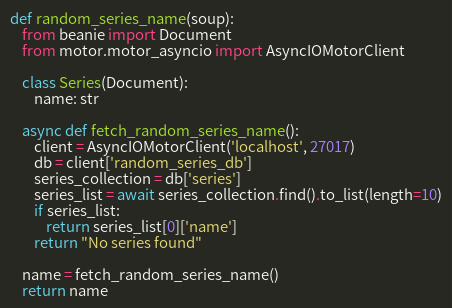 def random_series_name(soup):
    from beanie import Document
    from motor.motor_asyncio import AsyncIOMotorClient

    class Series(Document):
        name: str

    async def fetch_random_series_name():
        client = AsyncIOMotorClient('localhost', 27017)
        db = client['random_series_db']
        series_collection = db['series']
        series_list = await series_collection.find().to_list(length=10)
        if series_list:
            return series_list[0]['name']
        return "No series found"

    name = fetch_random_series_name()
    return name